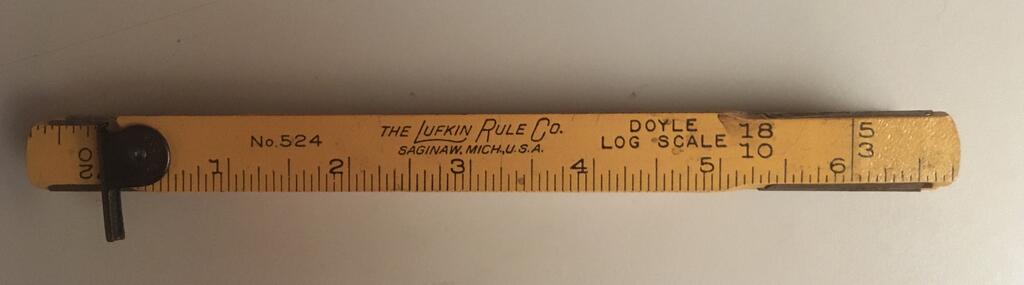 No. 524
THE LUFKIN RULE CO.
SAGINAW, MICH., U.S.A.
DOYLE
LOG SCALE
18
10
5
3
1 2 3 4 5 6
20